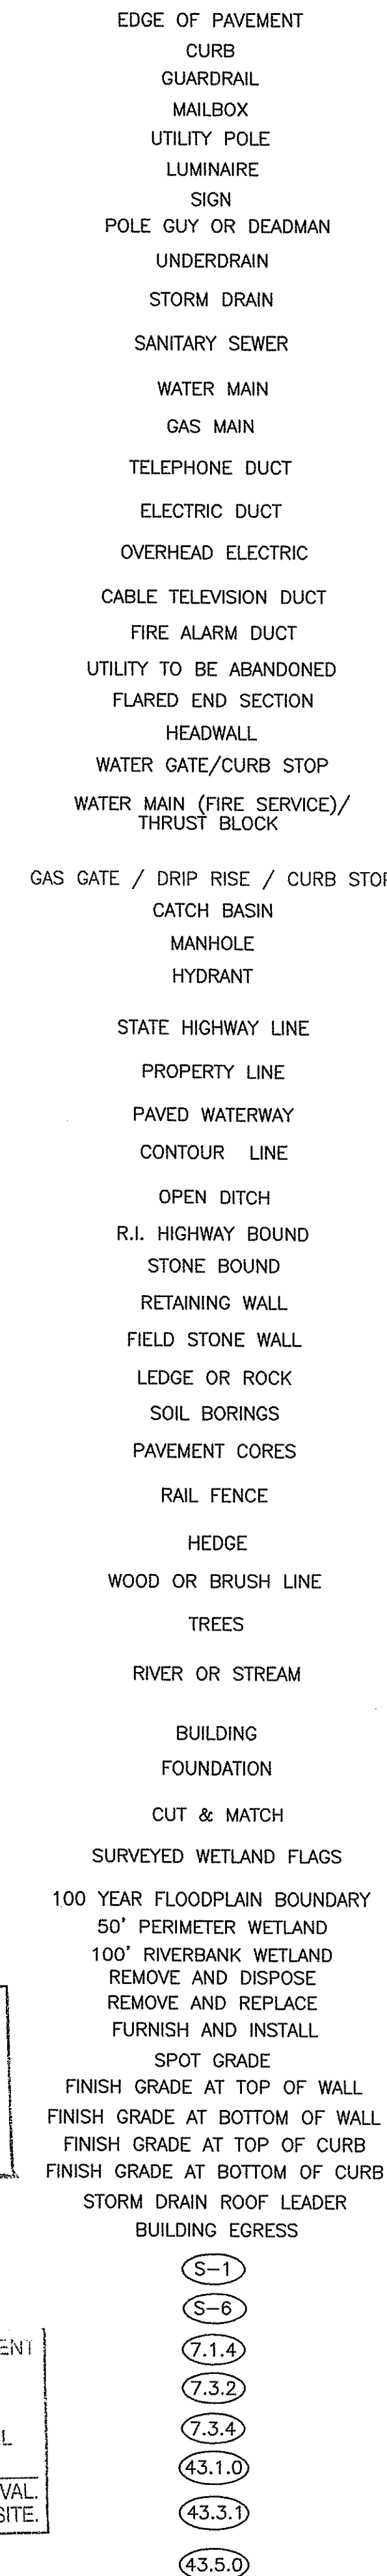 EDGE OF PAVEMENT
CURB
GUARDRAIL
MAILBOX
UTILITY POLE
LUMINAIRE
SIGN
POLE GUY OR DEADMAN
UNDERDRAIN
STORM DRAIN
SANITARY SEWER
WATER MAIN
GAS MAIN
TELEPHONE DUCT
ELECTRIC DUCT
OVERHEAD ELECTRIC
CABLE TELEVISION DUCT
FIRE ALARM DUCT
UTILITY TO BE ABANDONED
FLARED END SECTION
HEADWALL
WATER GATE/CURB STOP
WATER MAIN (FIRE SERVICE)/
THRUST BLOCK
GAS GATE / DRIP RISE / CURB STOP
CATCH BASIN
MANHOLE
HYDRANT
STATE HIGHWAY LINE
PROPERTY LINE
PAVED WATERWAY
CONTOUR LINE
OPEN DITCH
R.I. HIGHWAY BOUND
STONE BOUND
RETAINING WALL
FIELD STONE WALL
LEDGE OR ROCK
SOIL BORINGS
PAVEMENT CORES
RAIL FENCE
HEDGE
WOOD OR BRUSH LINE
TREES
RIVER OR STREAM
BUILDING
FOUNDATION
CUT & MATCH
SURVEYED WETLAND FLAGS
100 YEAR FLOODPLAIN BOUNDARY
50' PERIMETER WETLAND
100' RIVERBANK WETLAND
REMOVE AND DISPOSE
REMOVE AND REPLACE
FURNISH AND INSTALL
SPOT GRADE
FINISH GRADE AT TOP OF WALL
FINISH GRADE AT BOTTOM OF WALL
FINISH GRADE AT TOP OF CURB
FINISH GRADE AT BOTTOM OF CURB
STORM DRAIN ROOF LEADER
BUILDING EGRESS
S-1
S-6
ENT
7.1.4
7.3.2
7.3.4
L
43.1.0
VAL.
SITE.
43.3.1
43.5.0